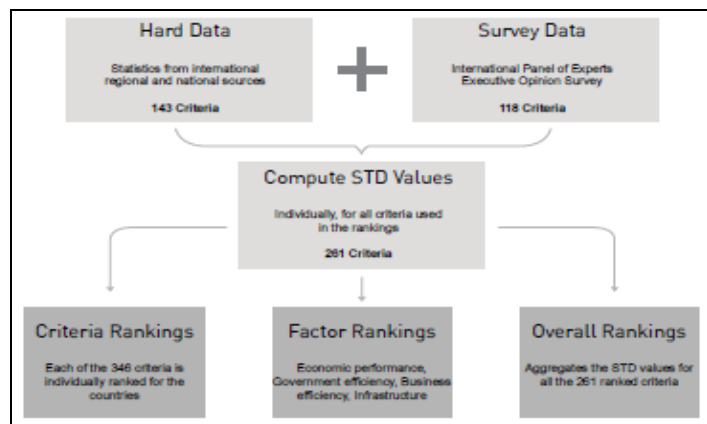 Hard Data
Statistics from international
regional and national sources
143 Criteria
+
Survey Data
International Panel of Experts
Executive Opinion Survey
118 Criteria
Compute STD Values
Individually, for all criteria used
in the rankings
261 Criteria
Criteria Rankings
Each of the 346 criteria is
individually ranked for the
countries
Factor Rankings
Economic performance,
Government efficiency, Business
efficiency, Infrastructure
Overall Rankings
Aggregates the STD values for
all the 261 ranked criteria